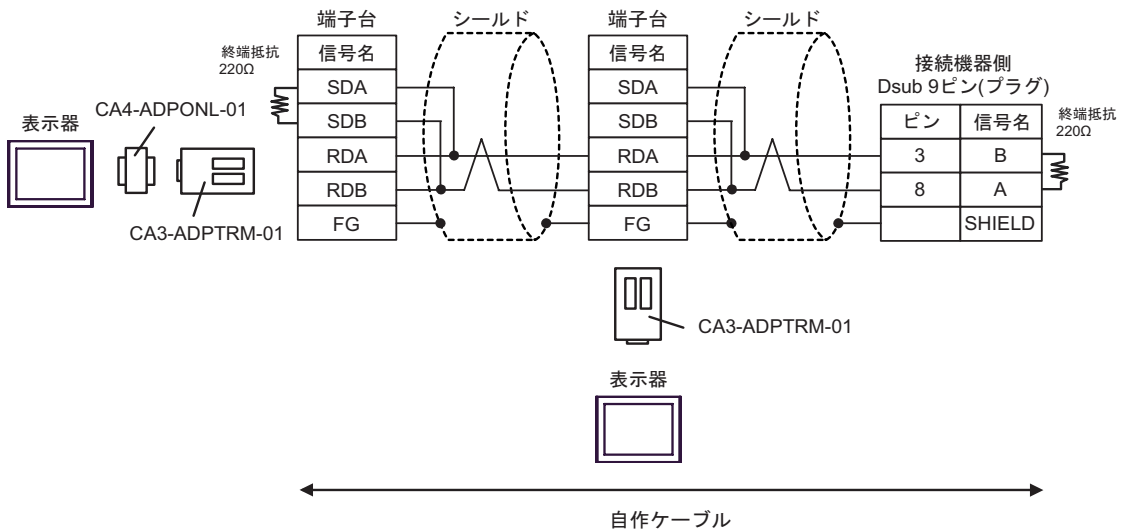 表示器
CA4-ADPONL-01
CA3-ADPTRM-01
終端抵抗
220Ω
端子台
信号名
SDA
SDB
RDA
RDB
FG
シールド
端子台
信号名
SDA
SDB
RDA
RDB
FG
シールド
接続機器側
Dsub 9ピン(プラグ)
ピン 信号名
3 B
8 A
SHIELD
終端抵抗
220Ω
CA3-ADPTRM-01
表示器
自作ケーブル